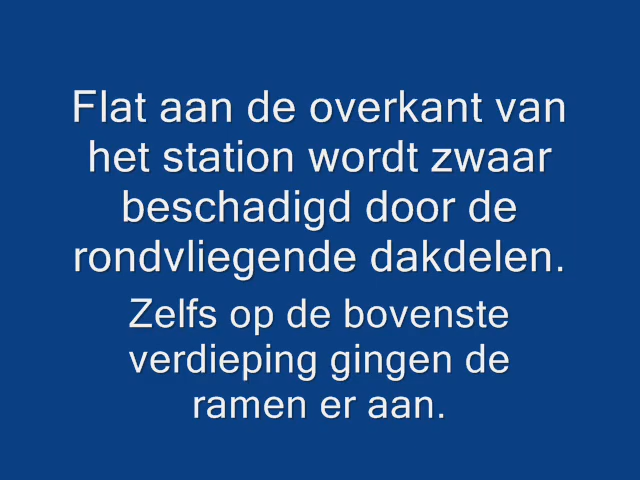 Flat aan de overkant van
het station wordt zwaar
beschadigd door de
rondvliegende dakdelen.
Zelfs op de bovenste
verdieping gingen de
ramen er aan.